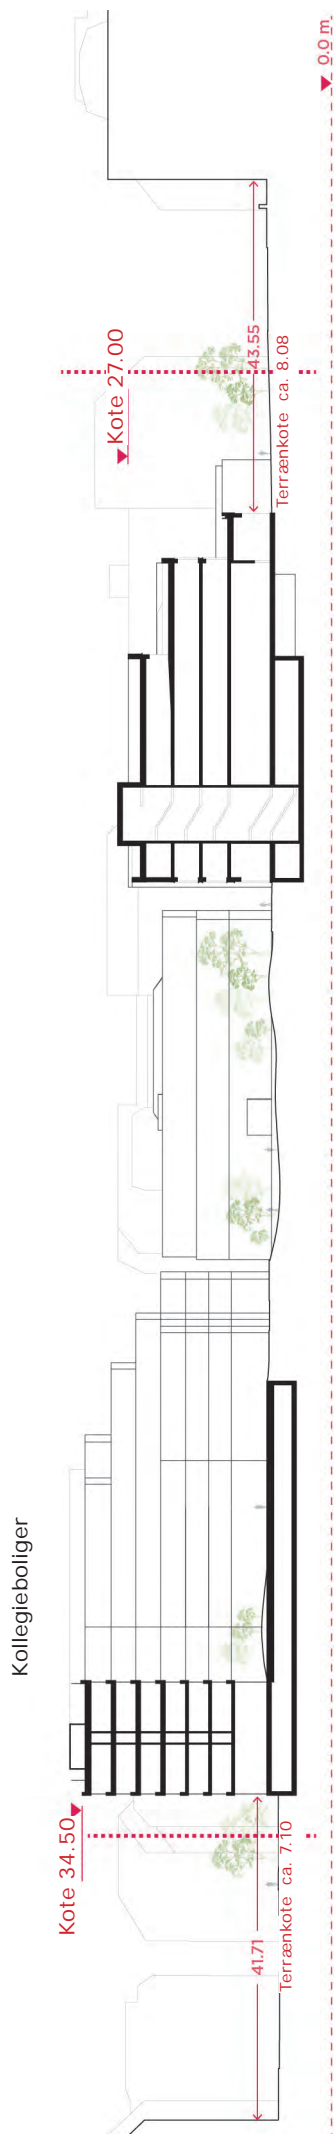 Kollegieboliger
Kote 34.50
41.71
Terrænkote ca. 7.10
Kote 27.00
43.55
Terrænkote ca. 8.08
0.0 m